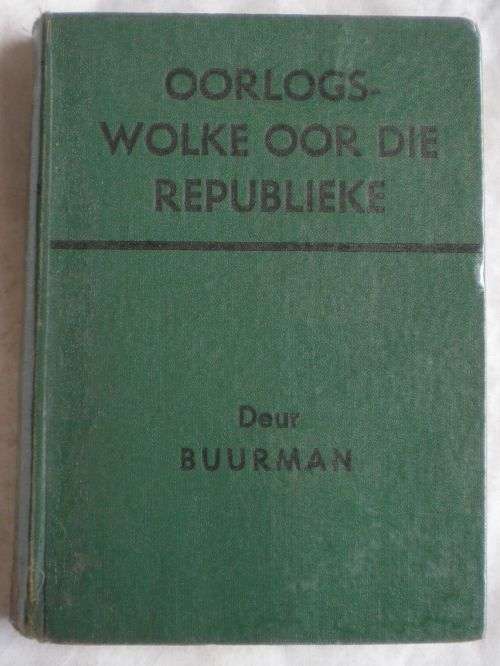 OORLOGS-
WOLKE OOR DIE
REPUBLIEKE
Deur
BUURMAN